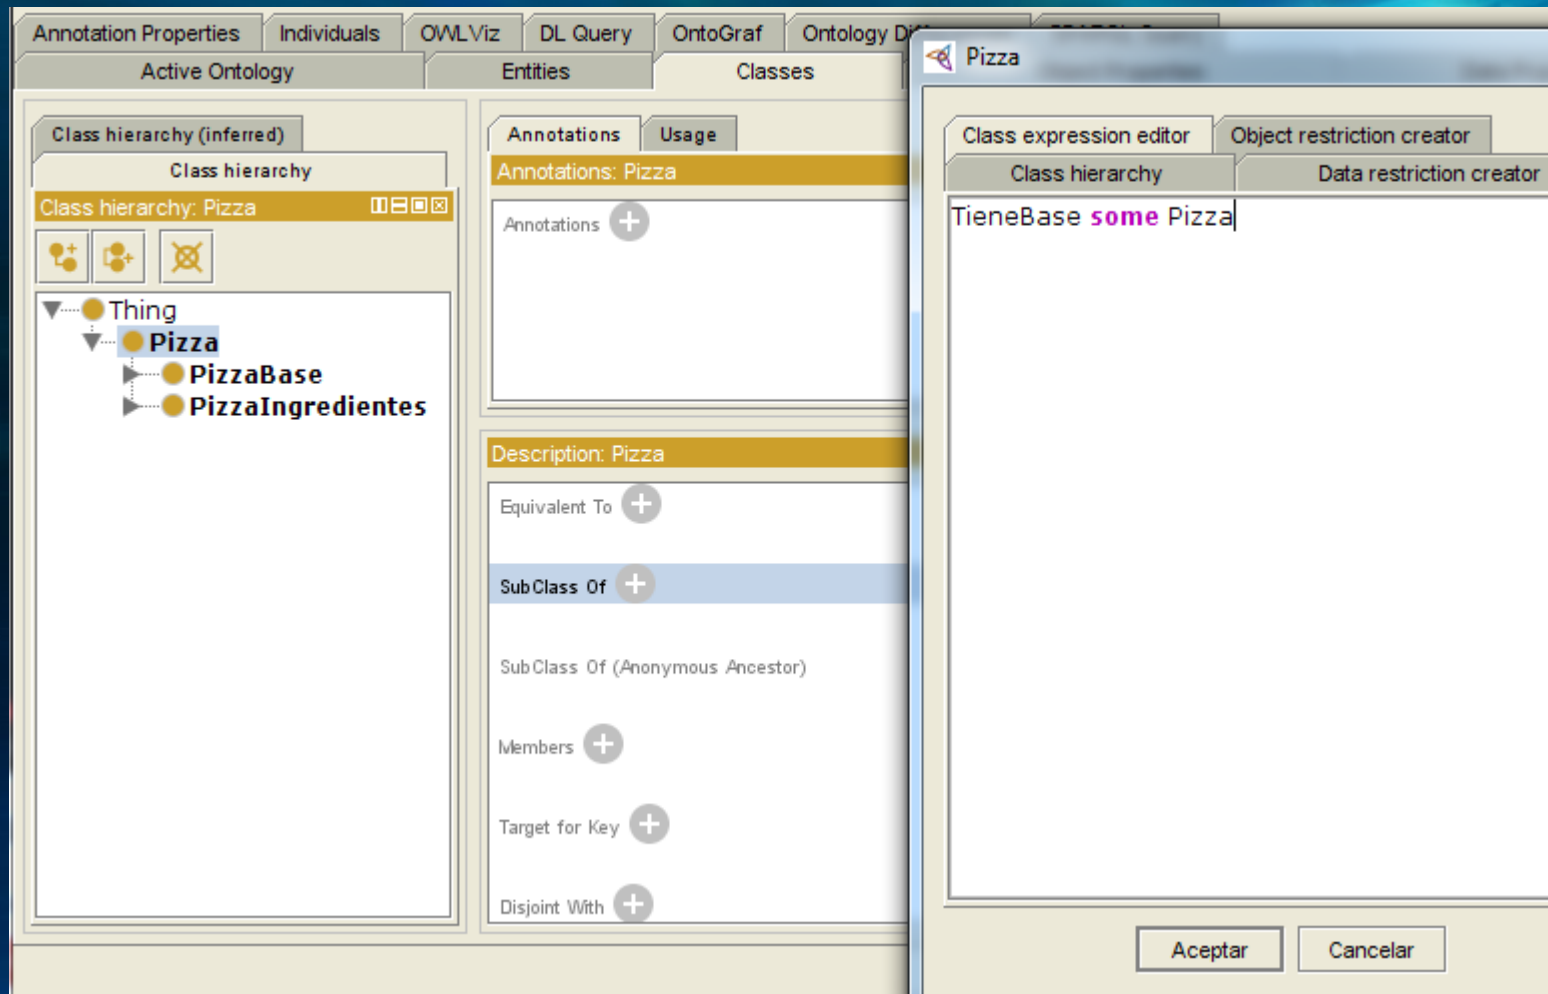 Annotation Properties Individuals OWLViz DL Query OntoGraf Ontology
Active Ontology Entities Classes
Class hierarchy (inferred)
Class hierarchy
Class hierarchy: Pizza
Thing
Pizza
PizzaBase
PizzaIngredientes
Annotations Usage
Annotations: Pizza
Annotations
Description: Pizza
Equivalent To
SubClass Of
SubClass Of (Anonymous Ancestor)
Members
Target for Key
Disjoint With
Pizza
Class expression editor Object restriction creator
Class hierarchy Data restriction creator
TieneBase some Pizza
Aceptar Cancelar